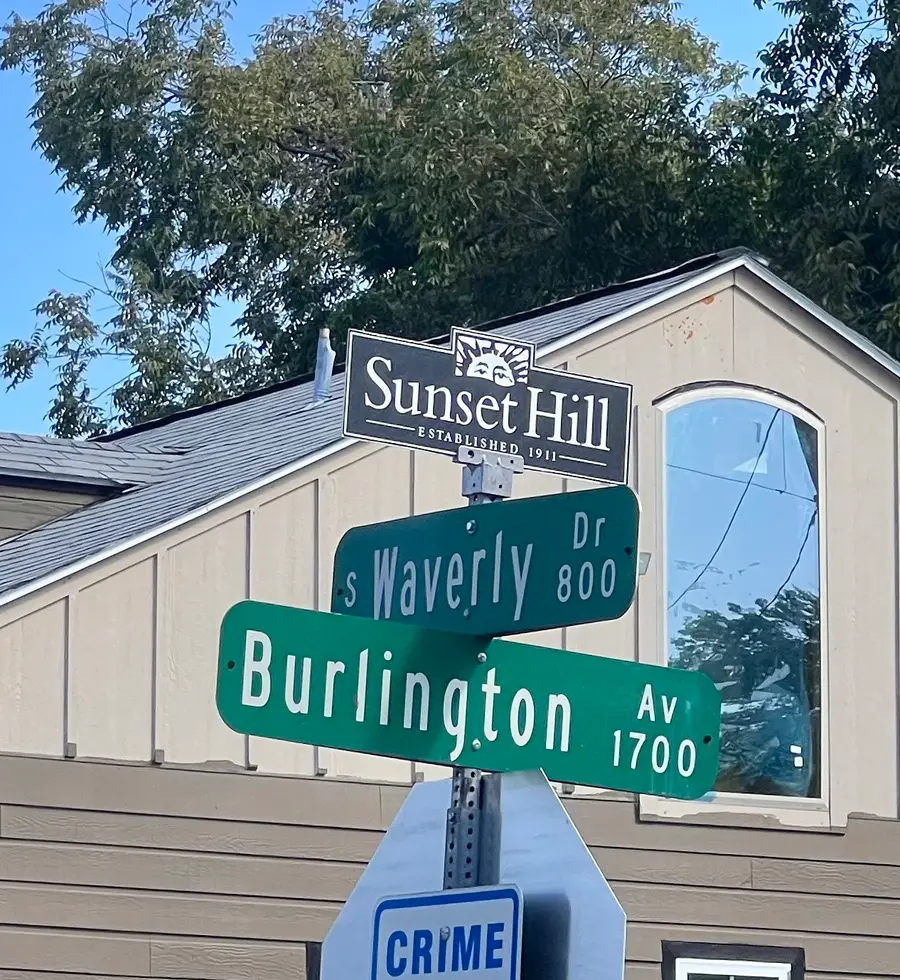 Sunset Hill
ESTABLISHED 1911
S Waverly Dr
800
Burlington Av
1700
CRIME